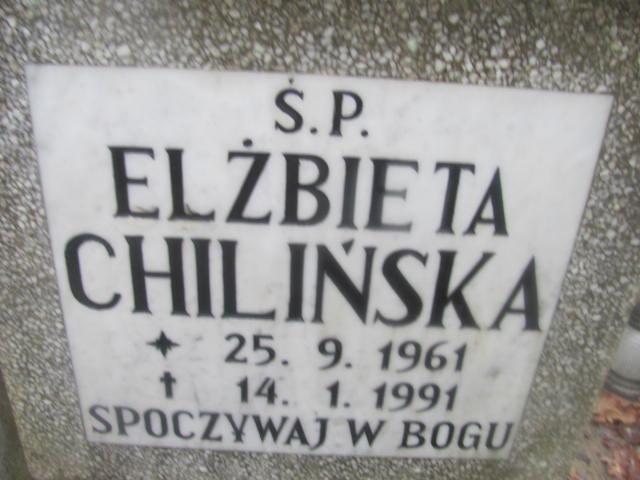 Ś.P.
ELŻBIETA
CHILIŃSKA
✦ 25. 9. 1961
† 14. 1. 1991
SPOCZYWAJ W BOGU